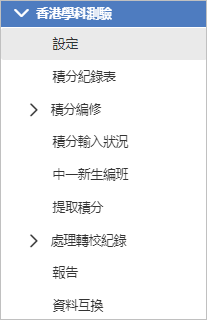 香港學科測驗
設定
積分紀錄表
積分編修
積分輸入狀況
中一新生編班
提取積分
處理轉校紀錄
報告
資料互換